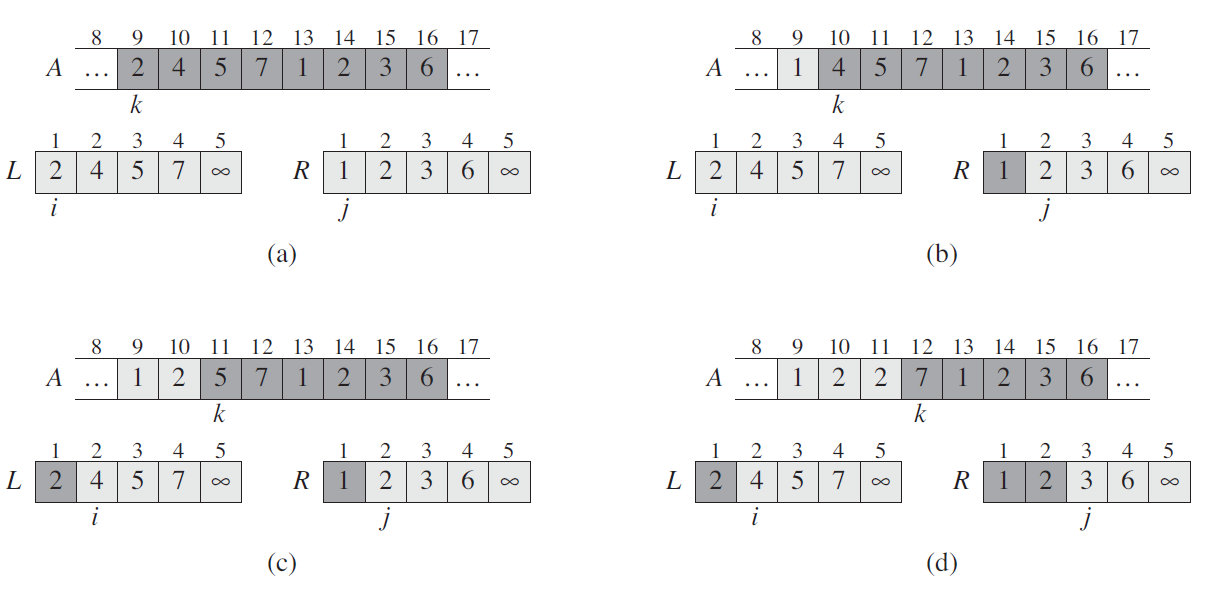 8 9 10 11 12 13 14 15 16 17
A ... 2 4 5 7 1 2 3 6 ...
k
1 2 3 4 5
L 2 4 5 7 ∞
i
1 2 3 4 5
R 1 2 3 6 ∞
j
(a)
8 9 10 11 12 13 14 15 16 17
A ... 1 4 5 7 1 2 3 6 ...
k
1 2 3 4 5
L 2 4 5 7 ∞
i
1 2 3 4 5
R 1 2 3 6 ∞
j
(b)
8 9 10 11 12 13 14 15 16 17
A ... 1 2 5 7 1 2 3 6 ...
k
1 2 3 4 5
L 2 4 5 7 ∞
i
1 2 3 4 5
R 1 2 3 6 ∞
j
(c)
8 9 10 11 12 13 14 15 16 17
A ... 1 2 2 7 1 2 3 6 ...
k
1 2 3 4 5
L 2 4 5 7 ∞
i
1 2 3 4 5
R 1 2 3 6 ∞
j
(d)